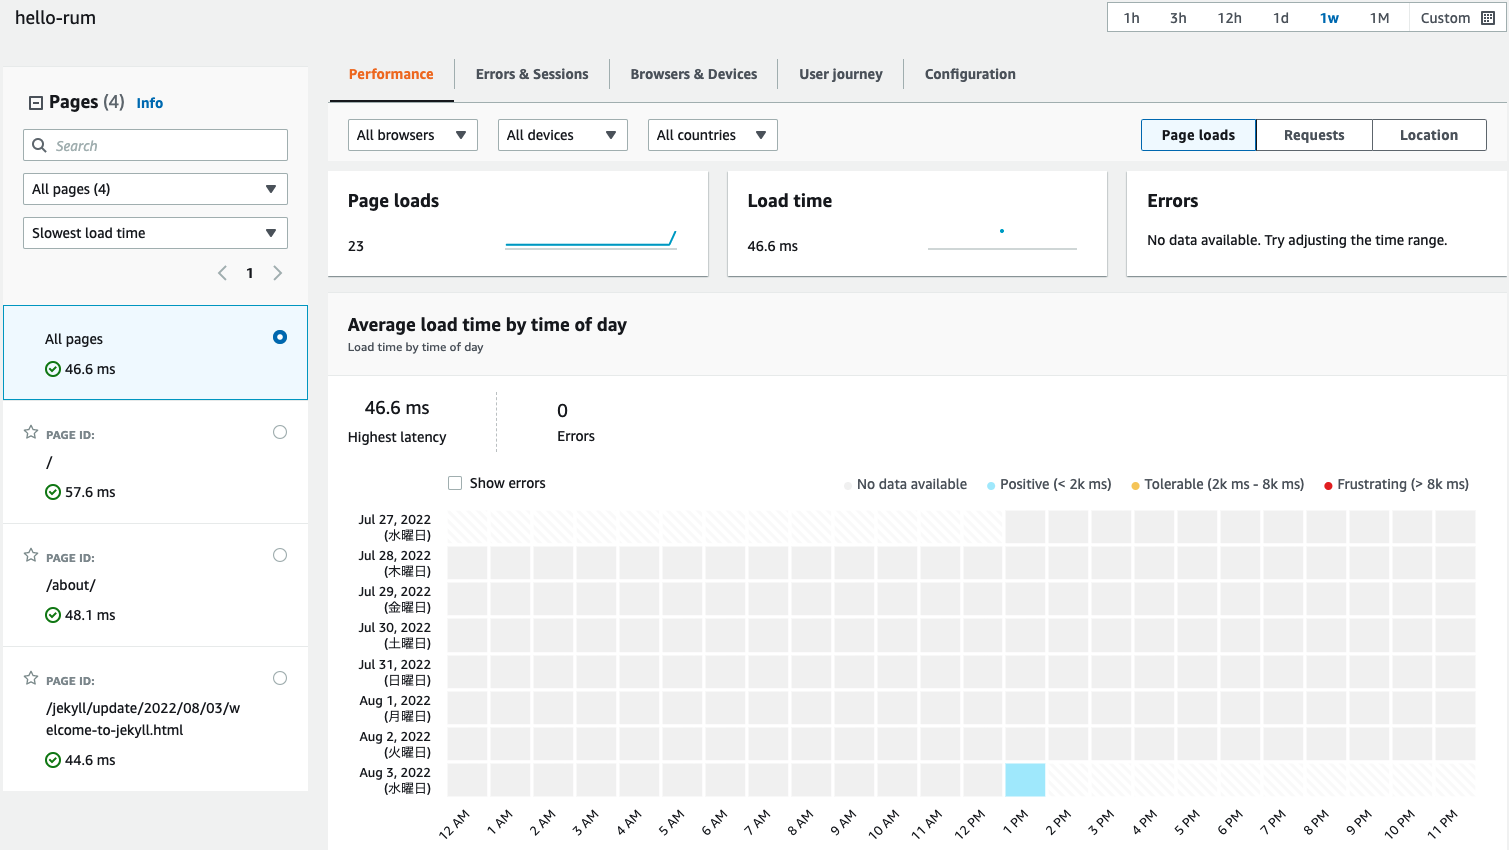 hello-rum
1h 3h 12h 1d 1w 1M Custom
Pages (4) Info
Search
All pages (4)
Slowest load time
1
All pages
46.6 ms
PAGE ID:
/
57.6 ms
PAGE ID:
/about/
48.1 ms
PAGE ID:
/jekyll/update/2022/08/03/w
elcome-to-jekyll.html
44.6 ms
Performance Errors & Sessions Browsers & Devices User journey Configuration
All browsers All devices All countries Page loads Requests Location
Page loads
23
Load time
46.6 ms
Errors
No data available. Try adjusting the time range.
Average load time by time of day
Load time by time of day
46.6 ms
Highest latency
0
Errors
Show errors
No data available Positive (< 2k ms) Tolerable (2k ms - 8k ms) Frustrating (> 8k ms)
Jul 27, 2022
(水曜日)
Jul 28, 2022
(木曜日)
Jul 29, 2022
(金曜日)
Jul 30, 2022
(土曜日)
Jul 31, 2022
(日曜日)
Aug 1, 2022
(月曜日)
Aug 2, 2022
(火曜日)
Aug 3, 2022
(水曜日)
12 AM 1 AM 2 AM 3 AM 4 AM 5 AM 6 AM 7 AM 8 AM 9 AM 10 AM 11 AM 12 PM 1 PM 2 PM 3 PM 4 PM 5 PM 6 PM 7 PM 8 PM 9 PM 10 PM 11 PM